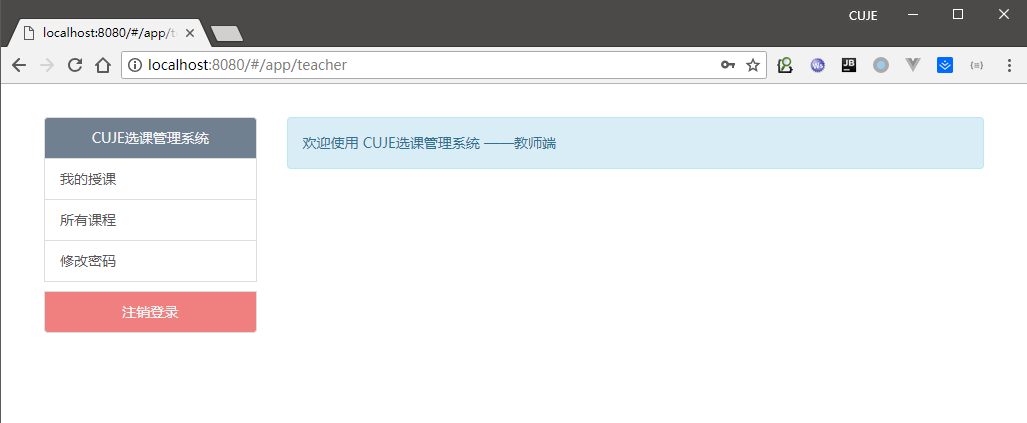 CUJE
localhost:8080/#/app/t
localhost:8080/#/app/teacher
Ws
JB
CUJE选课管理系统
欢迎使用 CUJE选课管理系统 ——教师端
我的授课
所有课程
修改密码
注销登录